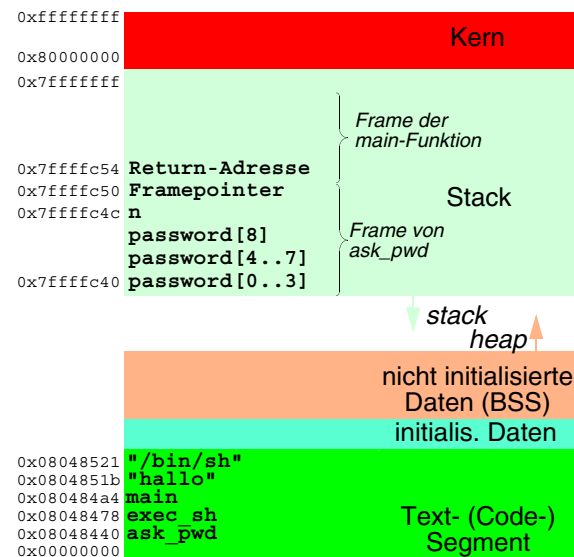 0xffffffff
Kern
0x80000000
0x7fffffff
Frame der
main-Funktion
0x7ffffc54 Return-Adresse
0x7ffffc50 Framepointer
Stack
0x7ffffc4c n
password[8]
Frame von
ask_pwd
password[4..7]
0x7ffffc40 password[0..3]
stack
heap
nicht initialisierte
Daten (BSS)
initialis. Daten
0x08048521 "/bin/sh"
0x0804851b "hallo"
0x080484a4 main
0x08048478 exec_sh
0x08048440 ask_pwd
0x00000000
Text- (Code-)
Segment